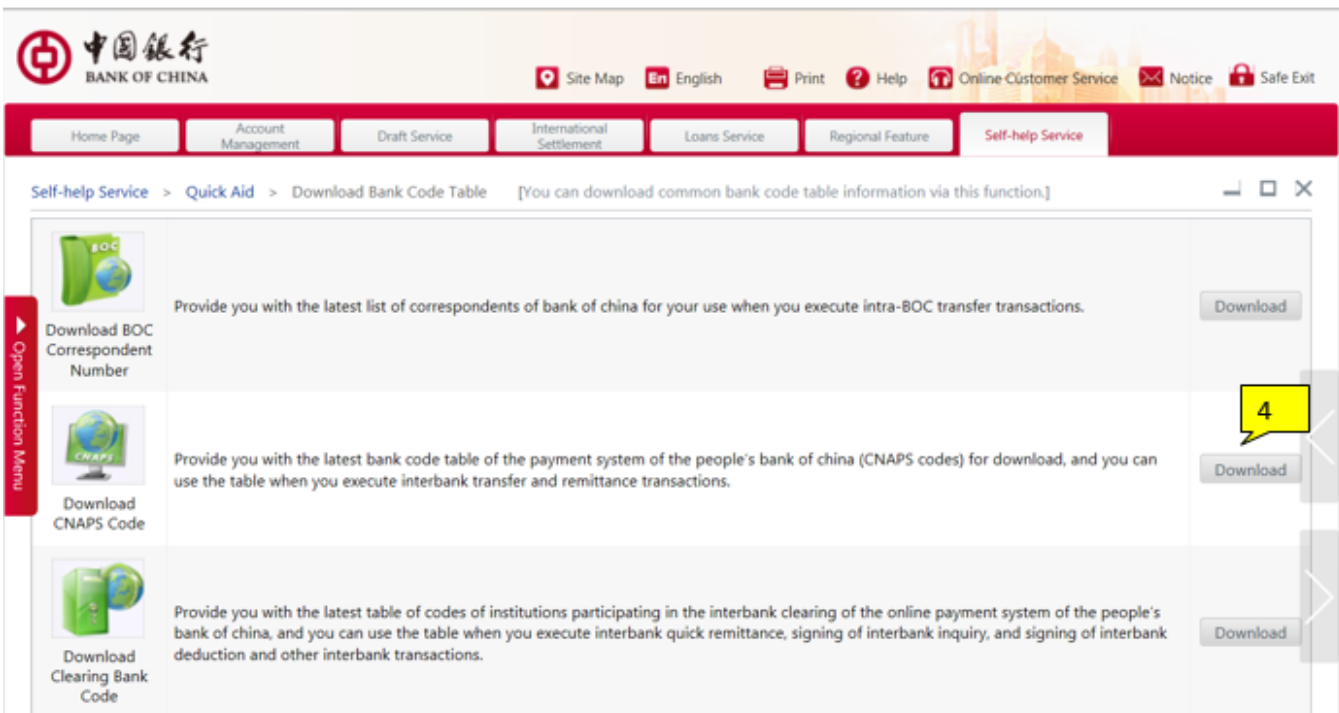 中国銀行
BANK OF CHINA
Site Map En English Print ? Help Online Customer Service Notice Safe Exit
Home Page
Account
Management
Draft Service
International
Settlement
Loans Service
Regional Feature
Self-help Service
Self-help Service > Quick Aid > Download Bank Code Table [You can download common bank code table information via this function.]
Open Function Menu
BOC
Download BOC
Correspondent
Number
Provide you with the latest list of correspondents of bank of china for your use when you execute intra-BOC transfer transactions.
Download
CNAPS
Download
CNAPS Code
Provide you with the latest bank code table of the payment system of the people's bank of china (CNAPS codes) for download, and you can
use the table when you execute interbank transfer and remittance transactions.
4
Download
Download
Clearing Bank
Code
Provide you with the latest table of codes of institutions participating in the interbank clearing of the online payment system of the people's
bank of china, and you can use the table when you execute interbank quick remittance, signing of interbank inquiry, and signing of interbank
deduction and other interbank transactions.
Download